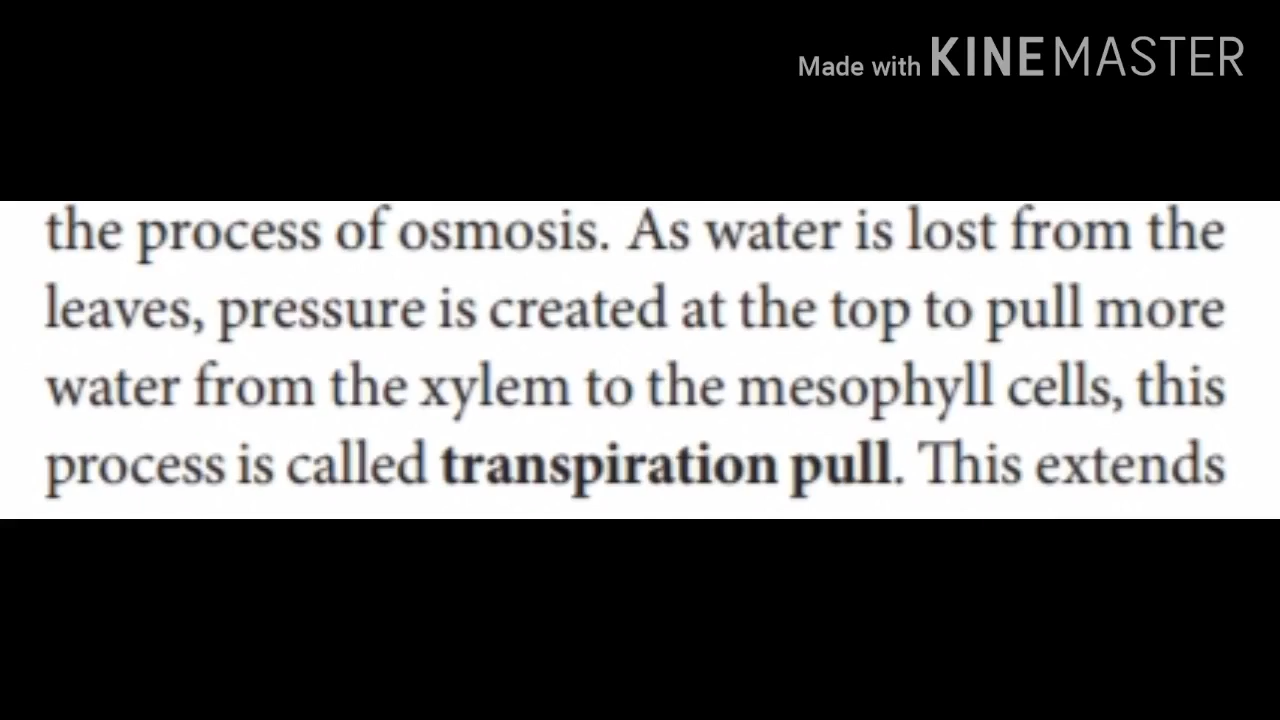 Made with KINEMASTER
the process of osmosis. As water is lost from the
leaves, pressure is created at the top to pull more
water from the xylem to the mesophyll cells, this
process is called transpiration pull. This extends